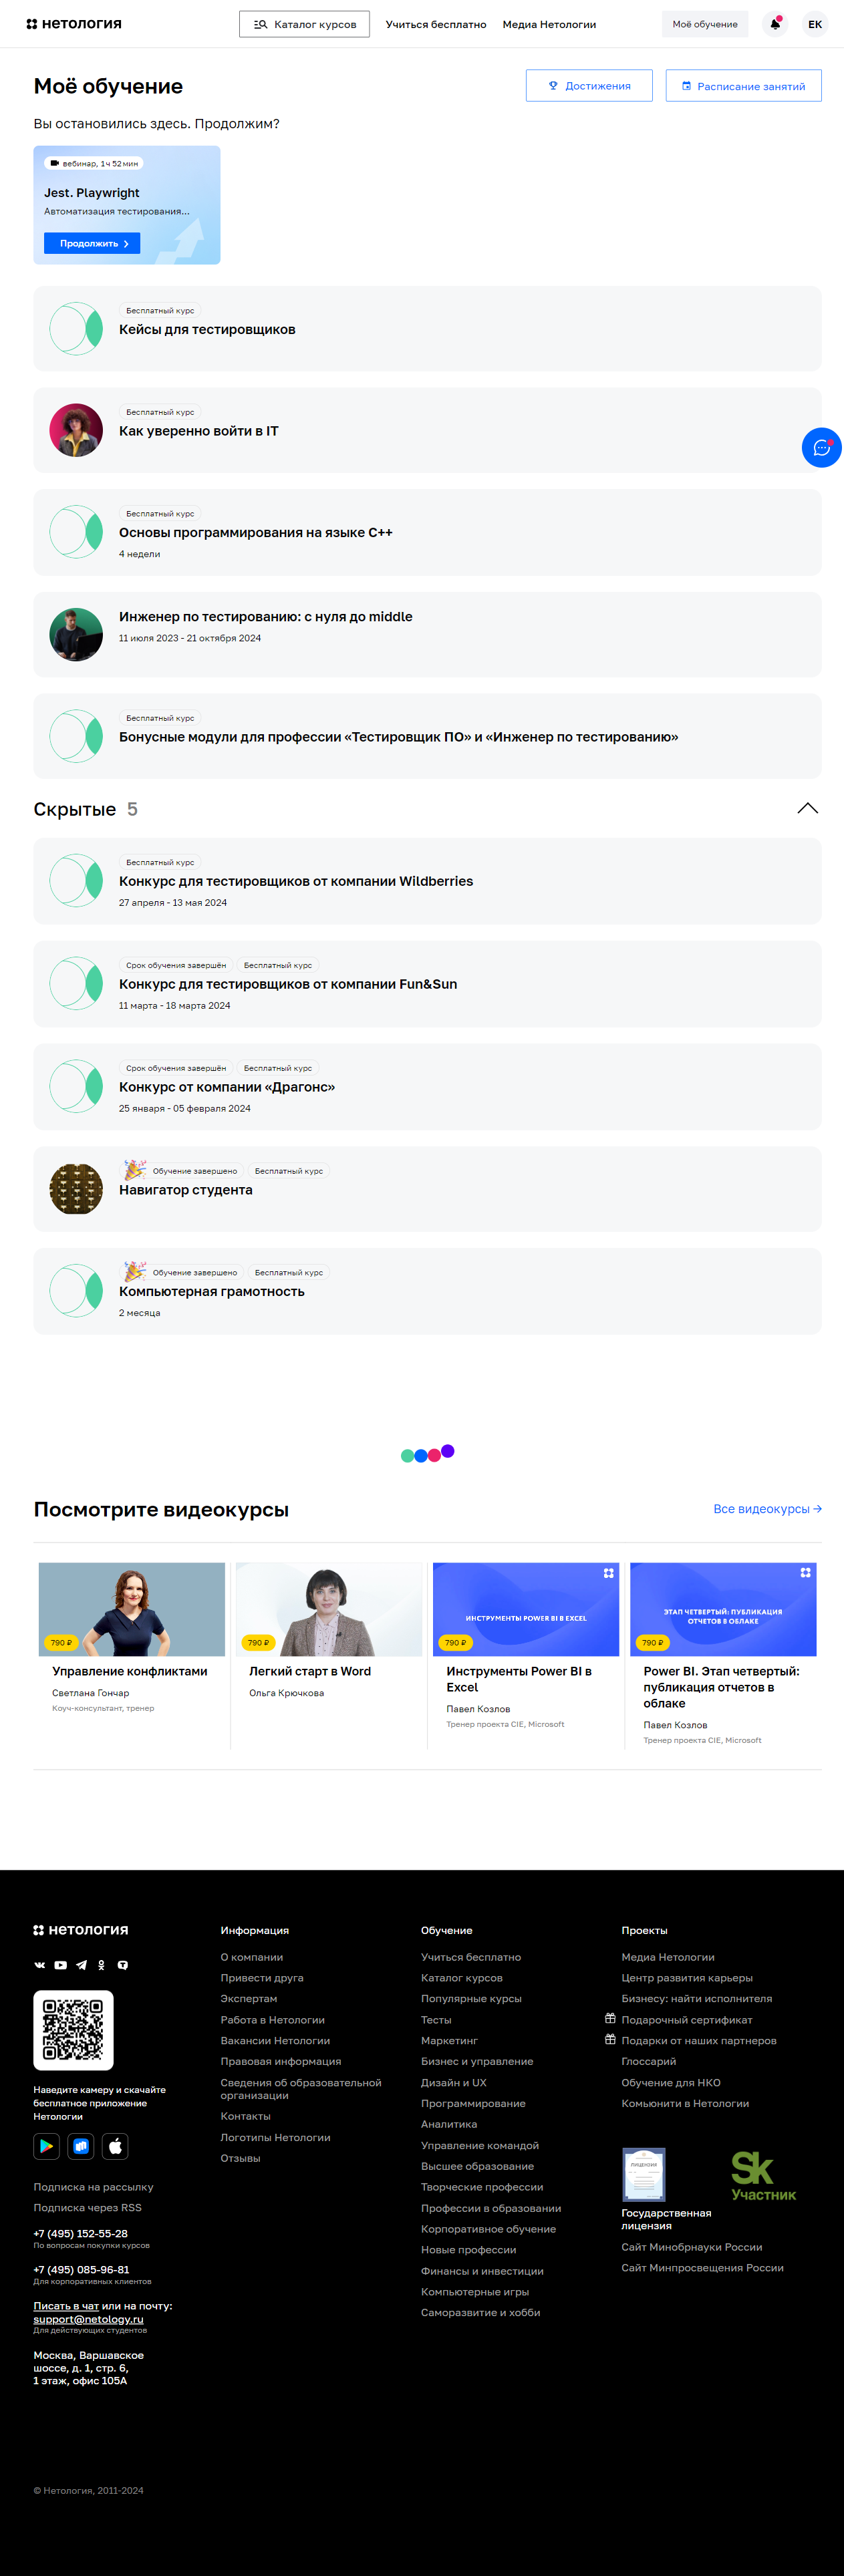 нетология
Каталог курсов
Учиться бесплатно
Медиа Нетологии
Моё обучение
ЕК
Моё обучение
Достижения
Расписание занятий
Вы остановились здесь. Продолжим?
вебинар, 1 ч 52 мин
Jest. Playwright
Автоматизация тестирования...
Продолжить
Бесплатный курс
Кейсы для тестировщиков
Бесплатный курс
Как уверенно войти в IT
Бесплатный курс
Основы программирования на языке С++
4 недели
Инженер по тестированию: с нуля до middle
11 июля 2023 - 21 октября 2024
Бесплатный курс
Бонусные модули для профессии «Тестировщик ПО» и «Инженер по тестированию»
Скрытые 5
Бесплатный курс
Конкурс для тестировщиков от компании Wildberries
27 апреля - 13 мая 2024
Срок обучения завершён Бесплатный курс
Конкурс для тестировщиков от компании Fun&Sun
11 марта - 18 марта 2024
Срок обучения завершён Бесплатный курс
Конкурс от компании «Драгонс»
25 января - 05 февраля 2024
Обучение завершено Бесплатный курс
Навигатор студента
Обучение завершено Бесплатный курс
Компьютерная грамотность
2 месяца
Посмотрите видеокурсы
Все видеокурсы →
790 ₽
Управление конфликтами
Светлана Гончар
Коуч-консультант, тренер
790 ₽
Легкий старт в Word
Ольга Крючкова
ИНСТРУМЕНТЫ POWER BI В EXCEL
790 ₽
Инструменты Power BI в
Excel
Павел Козлов
Тренер проекта CIE, Microsoft
ЭТАП ЧЕТВЕРТЫЙ: ПУБЛИКАЦИЯ
ОТЧЕТОВ В ОБЛАКЕ
790 ₽
Power BI. Этап четвертый:
публикация отчетов в
облаке
Павел Козлов
Тренер проекта CIE, Microsoft
нетология
Наведите камеру и скачайте
бесплатное приложение
Нетологии
Подписка на рассылку
Подписка через RSS
+7 (495) 152-55-28
По вопросам покупки курсов
+7 (495) 085-96-81
Для корпоративных клиентов
Писать в чат или на почту:
support@netology.ru
Для действующих студентов
Москва, Варшавское
шоссе, д. 1, стр. 6,
1 этаж, офис 105А
Информация
О компании
Привести друга
Экспертам
Работа в Нетологии
Вакансии Нетологии
Правовая информация
Сведения об образовательной
организации
Контакты
Логотипы Нетологии
Отзывы
Обучение
Учиться бесплатно
Каталог курсов
Популярные курсы
Тесты
Маркетинг
Бизнес и управление
Дизайн и UX
Программирование
Аналитика
Управление командой
Высшее образование
Творческие профессии
Профессии в образовании
Корпоративное обучение
Новые профессии
Финансы и инвестиции
Компьютерные игры
Саморазвитие и хобби
Проекты
Медиа Нетологии
Центр развития карьеры
Бизнесу: найти исполнителя
Подарочный сертификат
Подарки от наших партнеров
Глоссарий
Обучение для НКО
Комьюнити в Нетологии
ЛИЦЕНЗИЯ
Sk
Участник
Государственная
лицензия
Сайт Минобрнауки России
Сайт Минпросвещения России
© Нетология, 2011-2024